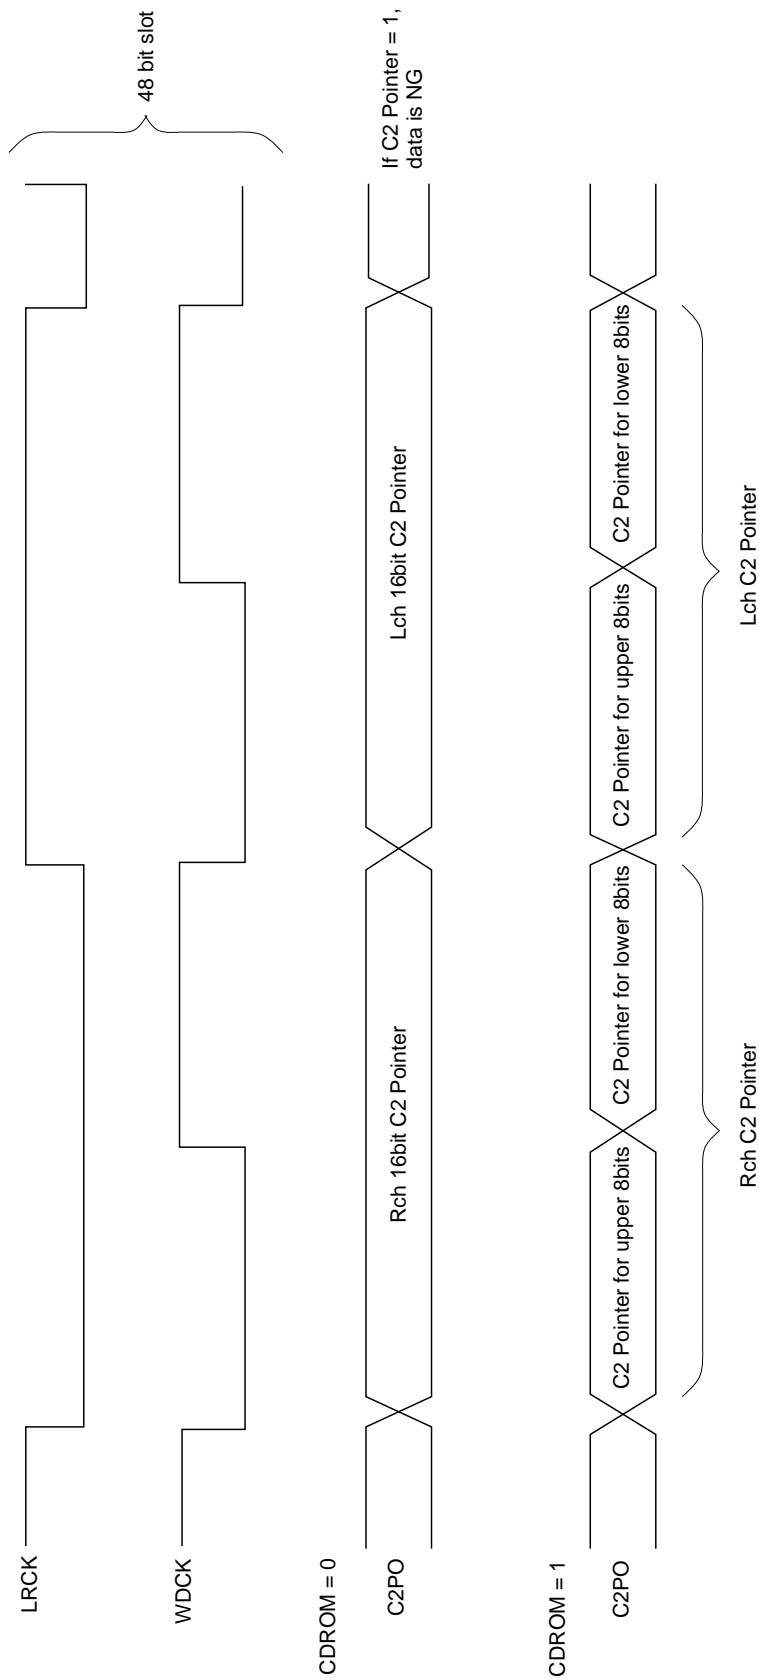 LRCK
48 bit slot
WDCK
CDROM = 0
C2PO
Rch 16bit C2 Pointer
Lch 16bit C2 Pointer
If C2 Pointer = 1,
data is NG
CDROM = 1
C2PO
C2 Pointer for upper 8bits
C2 Pointer for lower 8bits
C2 Pointer for upper 8bits
C2 Pointer for lower 8bits
Rch C2 Pointer
Lch C2 Pointer